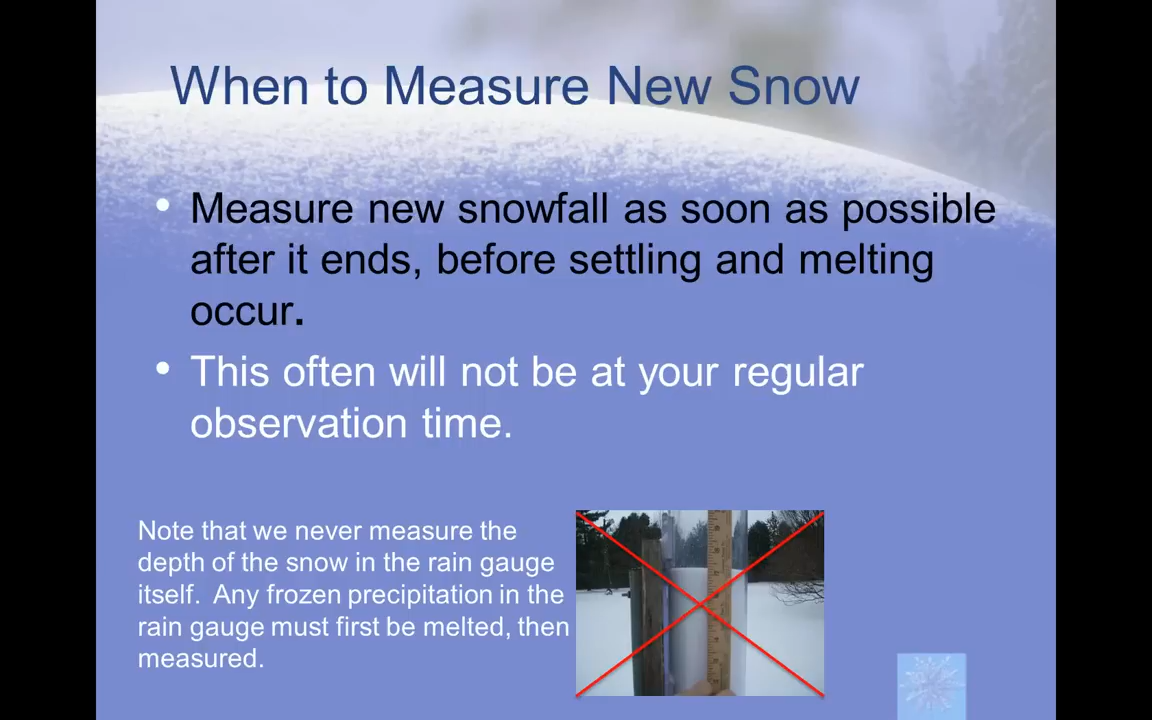 When to Measure New Snow
• Measure new snowfall as soon as possible
after it ends, before settling and melting
occur.
• This often will not be at your regular
observation time.
Note that we never measure the
depth of the snow in the rain gauge
itself.  Any frozen precipitation in the
rain gauge must first be melted, then
measured.